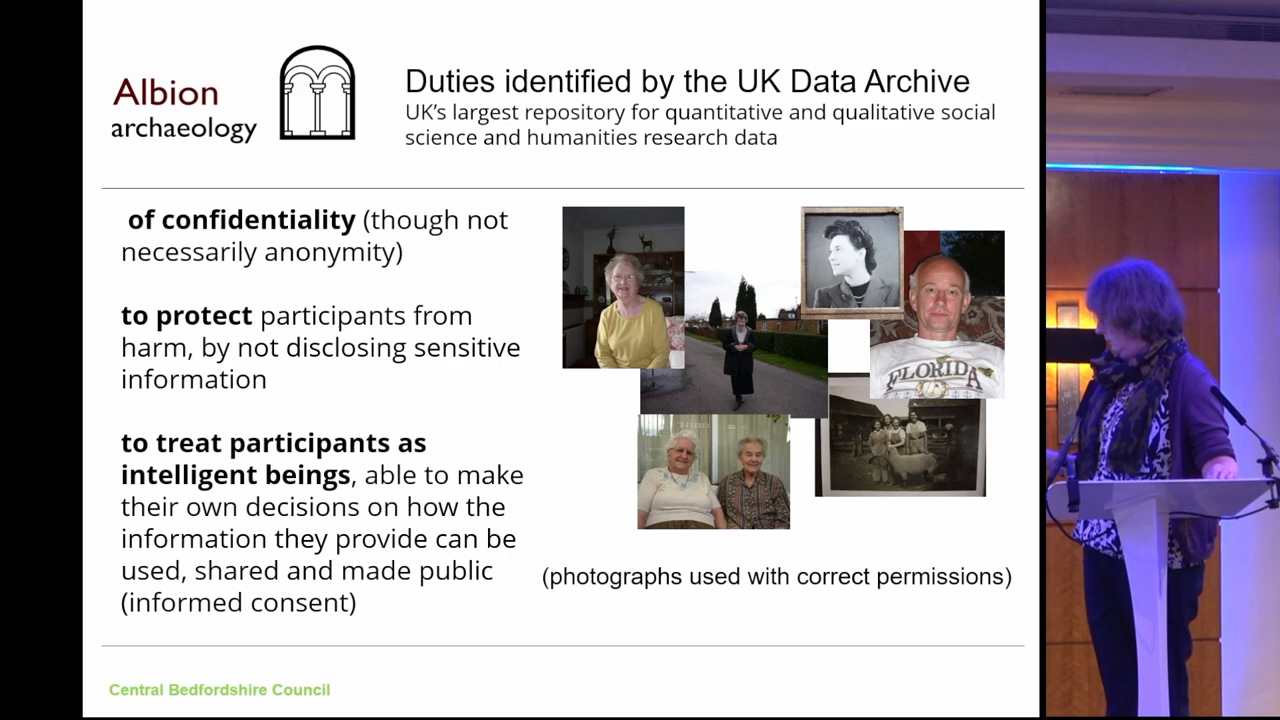 Albion
archaeology
Duties identified by the UK Data Archive
UK's largest repository for quantitative and qualitative social
science and humanities research data
of confidentiality (though not
necessarily anonymity)
to protect participants from
harm, by not disclosing sensitive
information
to treat participants as
intelligent beings, able to make
their own decisions on how the
information they provide can be
used, shared and made public
(informed consent)
FLORIDA
(photographs used with correct permissions)
Central Bedfordshire Council